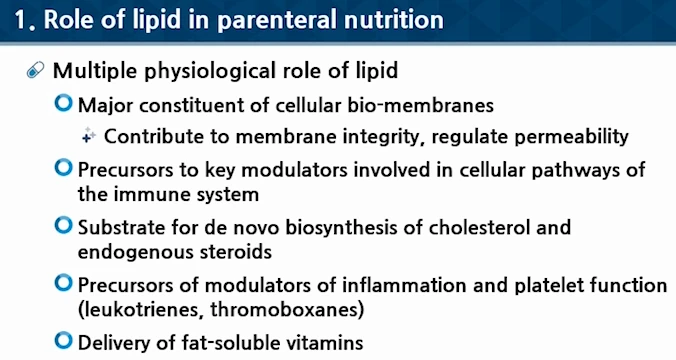 1. Role of lipid in parenteral nutrition
Multiple physiological role of lipid
Major constituent of cellular bio-membranes
Contribute to membrane integrity, regulate permeability
Precursors to key modulators involved in cellular pathways of
the immune system
Substrate for de novo biosynthesis of cholesterol and
endogenous steroids
Precursors of modulators of inflammation and platelet function
(leukotrienes, thromboxanes)
Delivery of fat-soluble vitamins